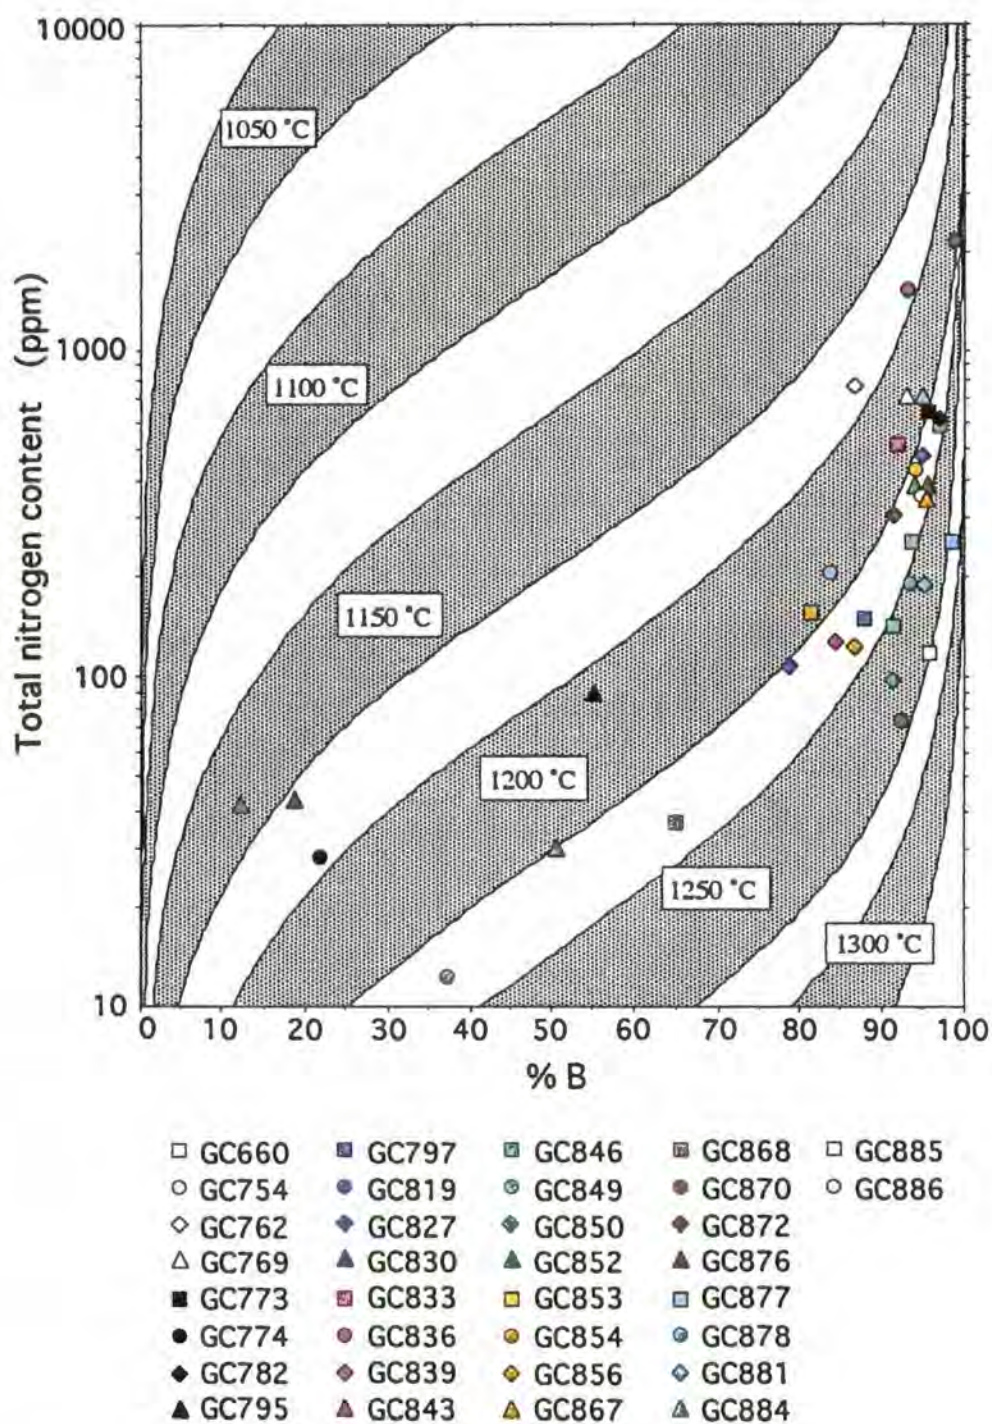 10000
1050 °C
1000
1100 °C
Total nitrogen content (ppm)
1150 °C
100
1200 °C
1250 °C
1300 °C
10
0 10 20 30 40 50 60 70 80 90 100
% B
GC660 GC797 GC846 GC868 GC885
GC754 GC819 GC849 GC870 GC886
GC762 GC827 GC850 GC872
GC769 GC830 GC852 GC876
GC773 GC833 GC853 GC877
GC774 GC836 GC854 GC878
GC782 GC839 GC856 GC881
GC795 GC843 GC867 GC884